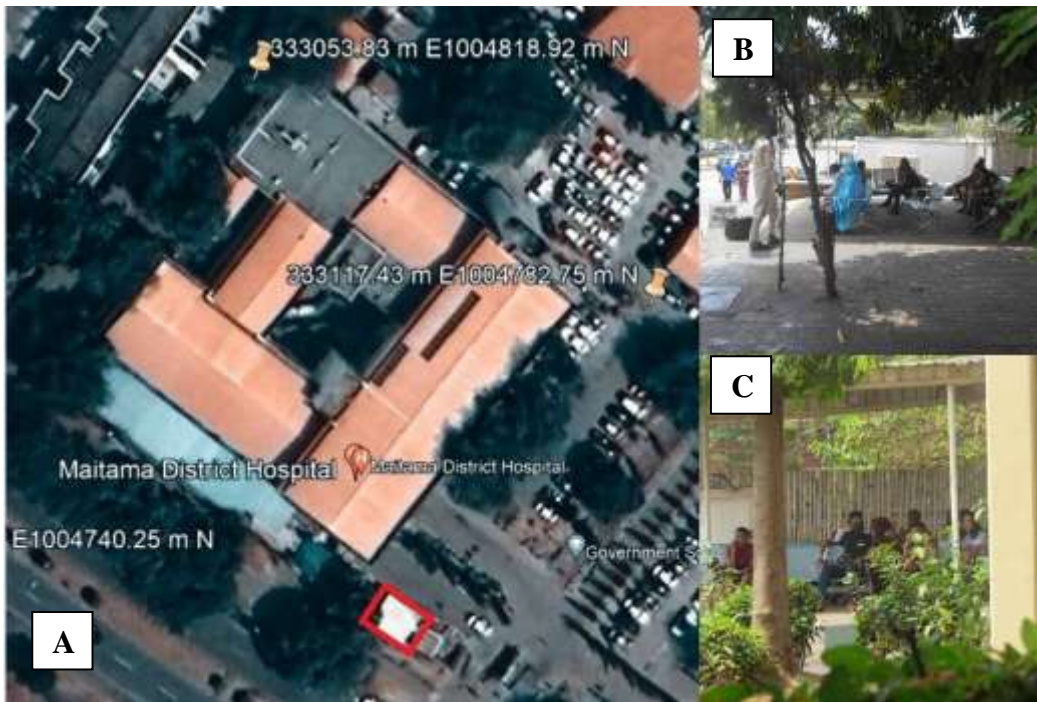 333053.83 m E1004818.92 m N
B
333117.43 m E1004782.75 m N
C
Maitama District Hospital
Maitama District Hospital
E1004740.25 m N
Government S
A